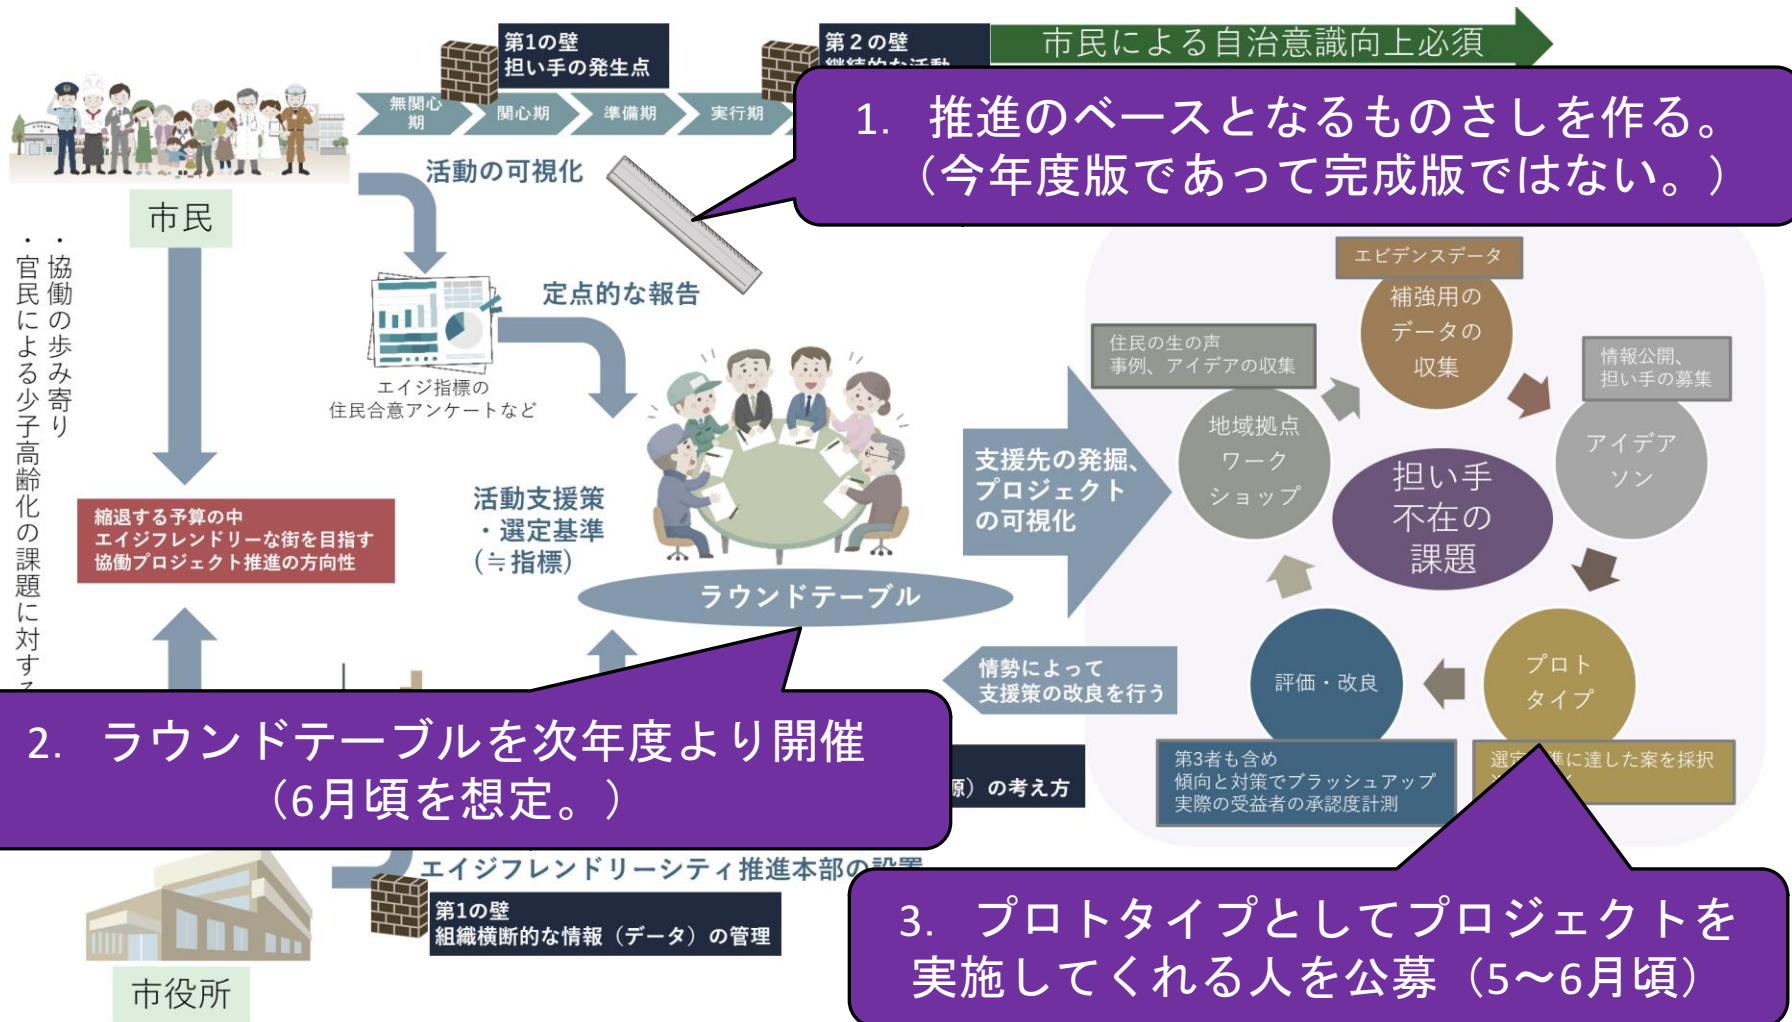 第1の壁
担い手の発生点
第２の壁
市民による自治意識向上必須
無関心
期
関心期
準備期
実行期
1. 推進のベースとなるものさしを作る。
（今年度版であって完成版ではない。）
活動の可視化
市民
・協働の歩み寄り
・官民による少子高齢化の課題に対す
定点的な報告
エイジ指標の
住民合意アンケートなど
エビデンスデータ
補強用の
データの
収集
住民の生の声
事例、アイデアの収集
情報公開、
担い手の募集
地域拠点
ワーク
ショップ
アイデア
ソン
担い手
不在の
課題
支援先の発掘、
プロジェクト
の可視化
活動支援策
・選定基準
（≒指標）
縮退する予算の中
エイジフレンドリーな街を目指す
協働プロジェクト推進の方向性
ラウンドテーブル
情勢によって
支援策の改良を行う
評価・改良
プロト
タイプ
2. ラウンドテーブルを次年度より開催
（6月頃を想定。）
第3者も含め
傾向と対策でブラッシュアップ
実際の受益者の承認度計測
選定
準に達した案を採択
源）の考え方
エイジフレンドリーシティ推進本部の設置
第1の壁
組織横断的な情報（データ）の管理
市役所
3. プロトタイプとしてプロジェクトを
実施してくれる人を公募（5～6月頃）